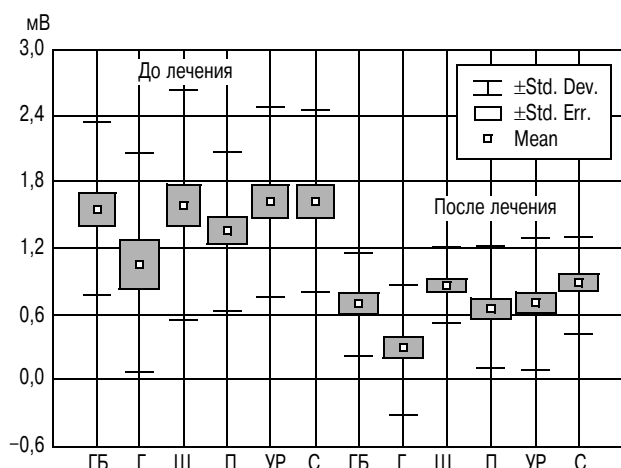 мВ
3,0
До лечения
±Std. Dev.
±Std. Err.
Mean
2,4
1,8
После лечения
1,2
0,6
0,0
–0,6
ГБ Г Щ П УР С ГБ Г Щ П УР С